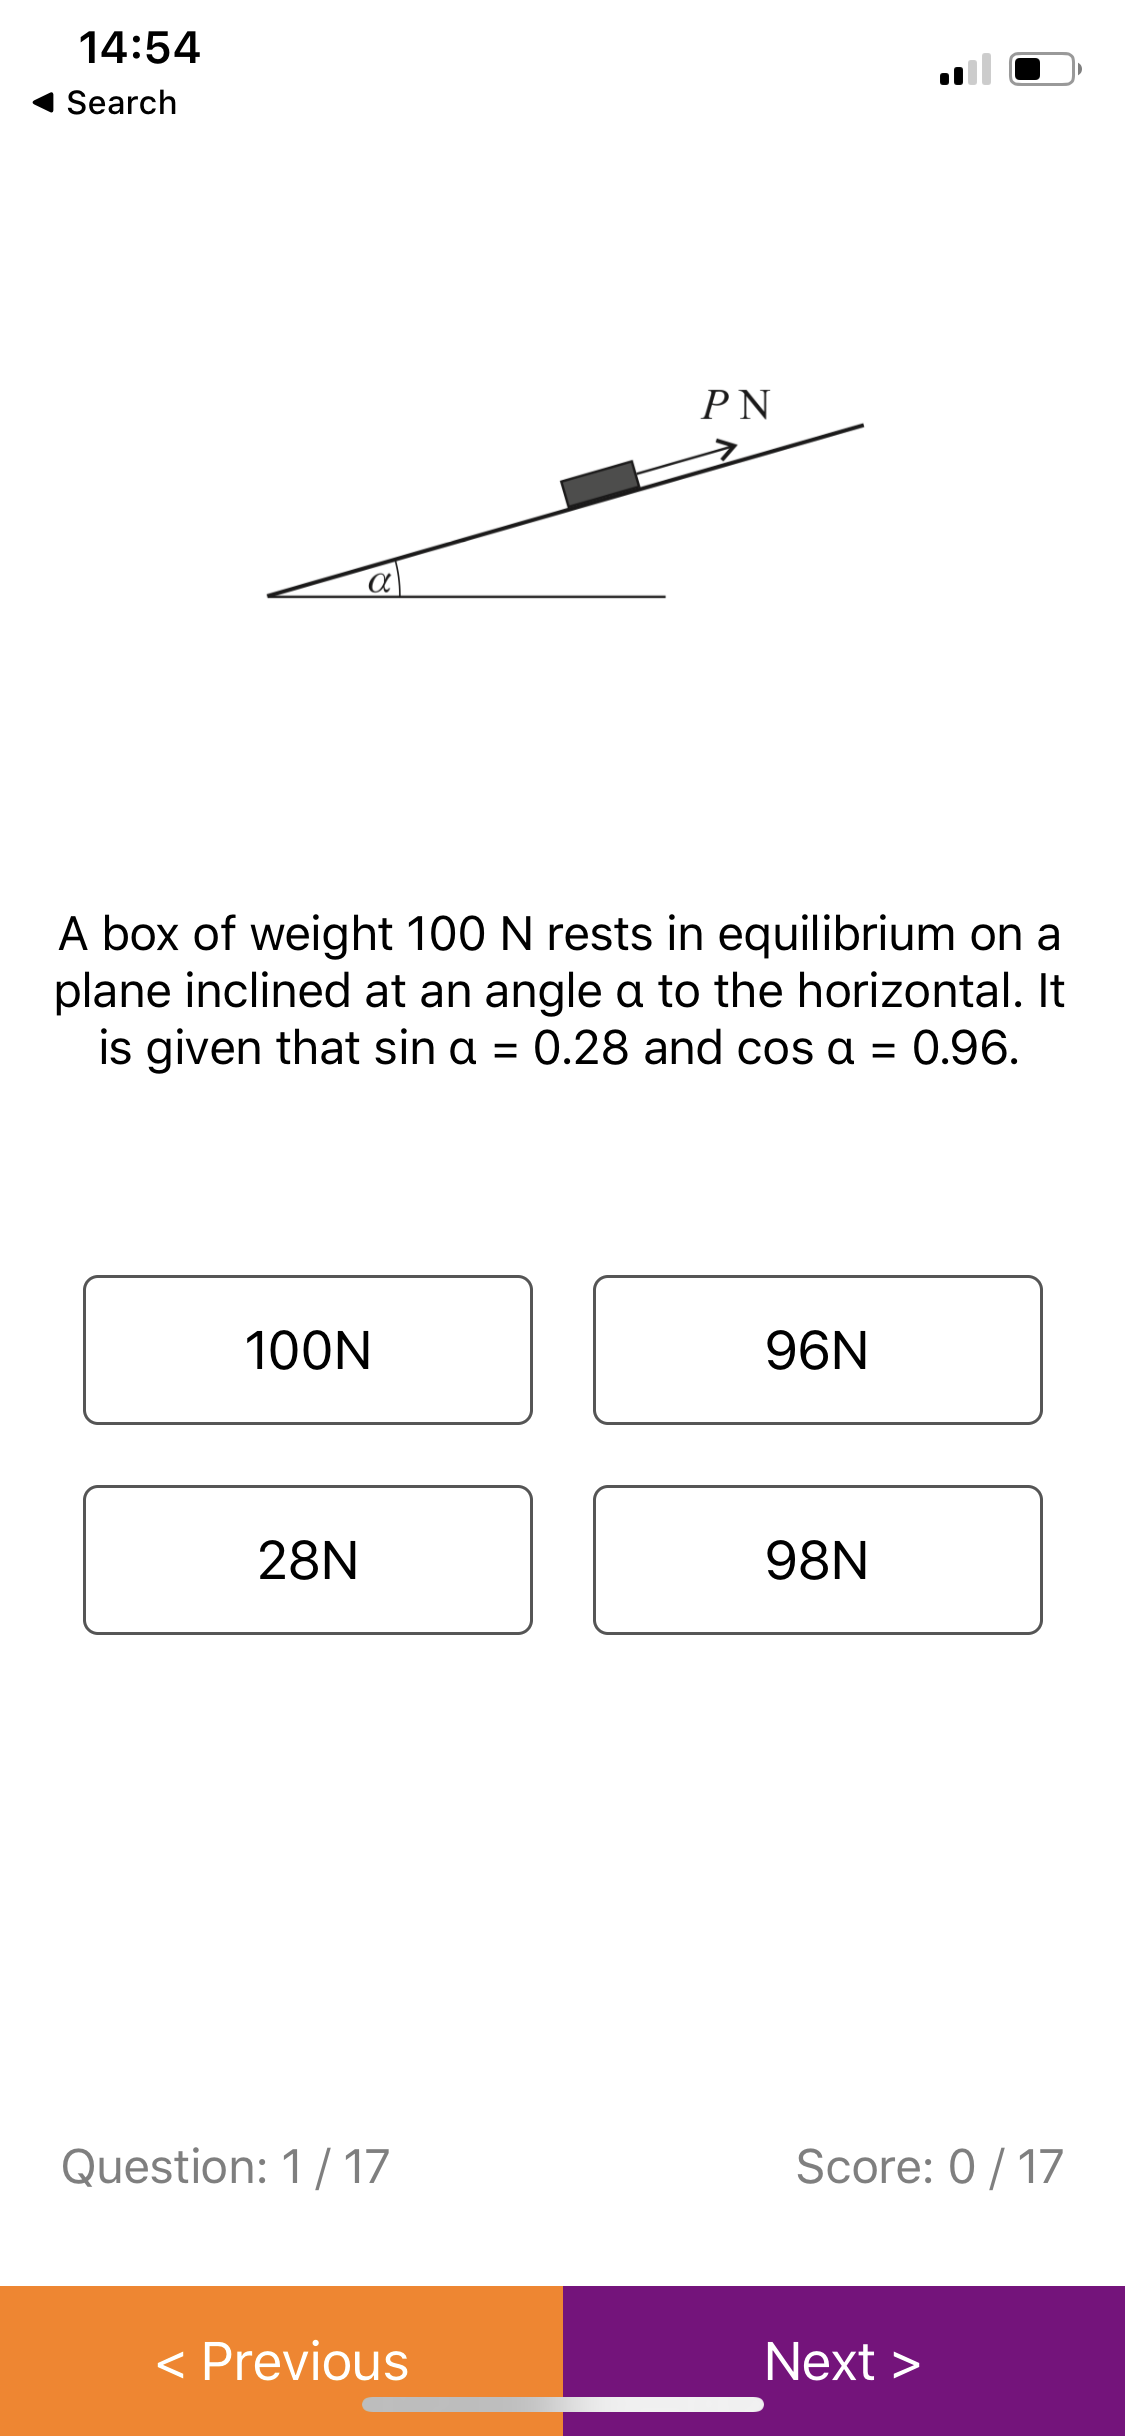 14:54
◀ Search
P N
α
A box of weight 100 N rests in equilibrium on a
plane inclined at an angle α to the horizontal. It
is given that sin α = 0.28 and cos α = 0.96.
100N
96N
28N
98N
Question: 1 / 17
Score: 0 / 17
< Previous
Next >